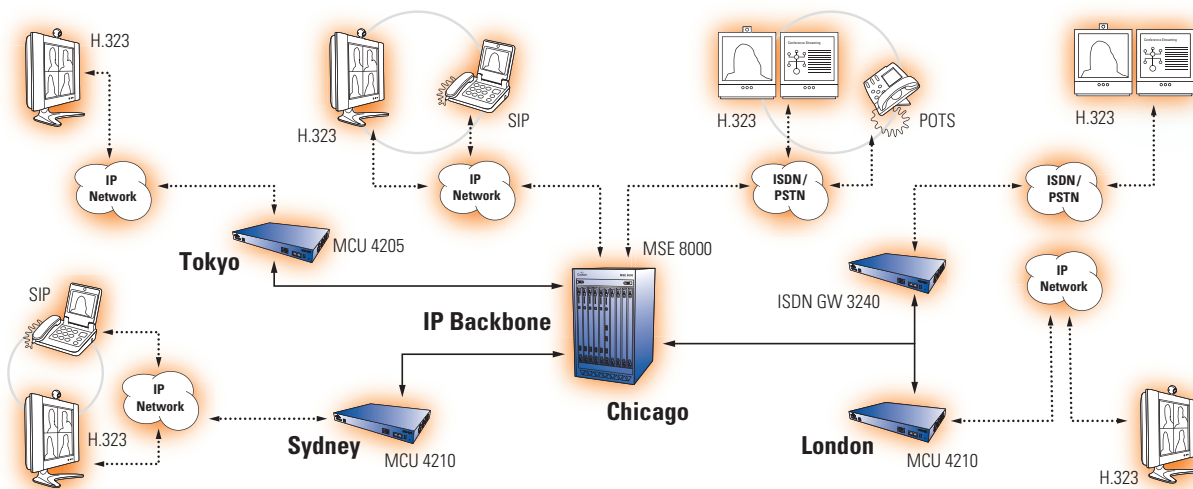 H.323
IP
Network
MCU 4205
Tokyo
H.323
SIP
IP
Network
H.323
POTS
ISDN/
PSTN
MSE 8000
H.323
ISDN/
PSTN
ISDN GW 3240
IP
Network
IP Backbone
Chicago
SIP
IP
Network
H.323
Sydney
MCU 4210
London
MCU 4210
H.323